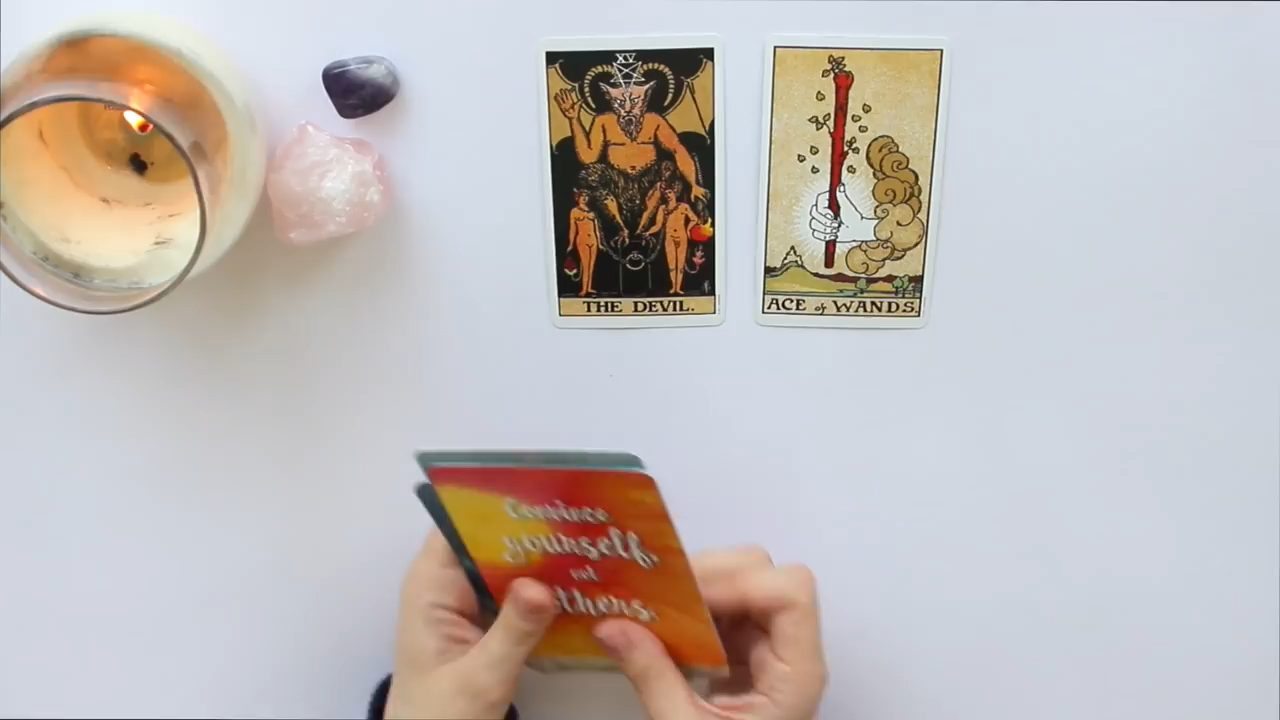 XV
THE DEVIL.
ACE of WANDS.
Convince
yourself,
not
others.